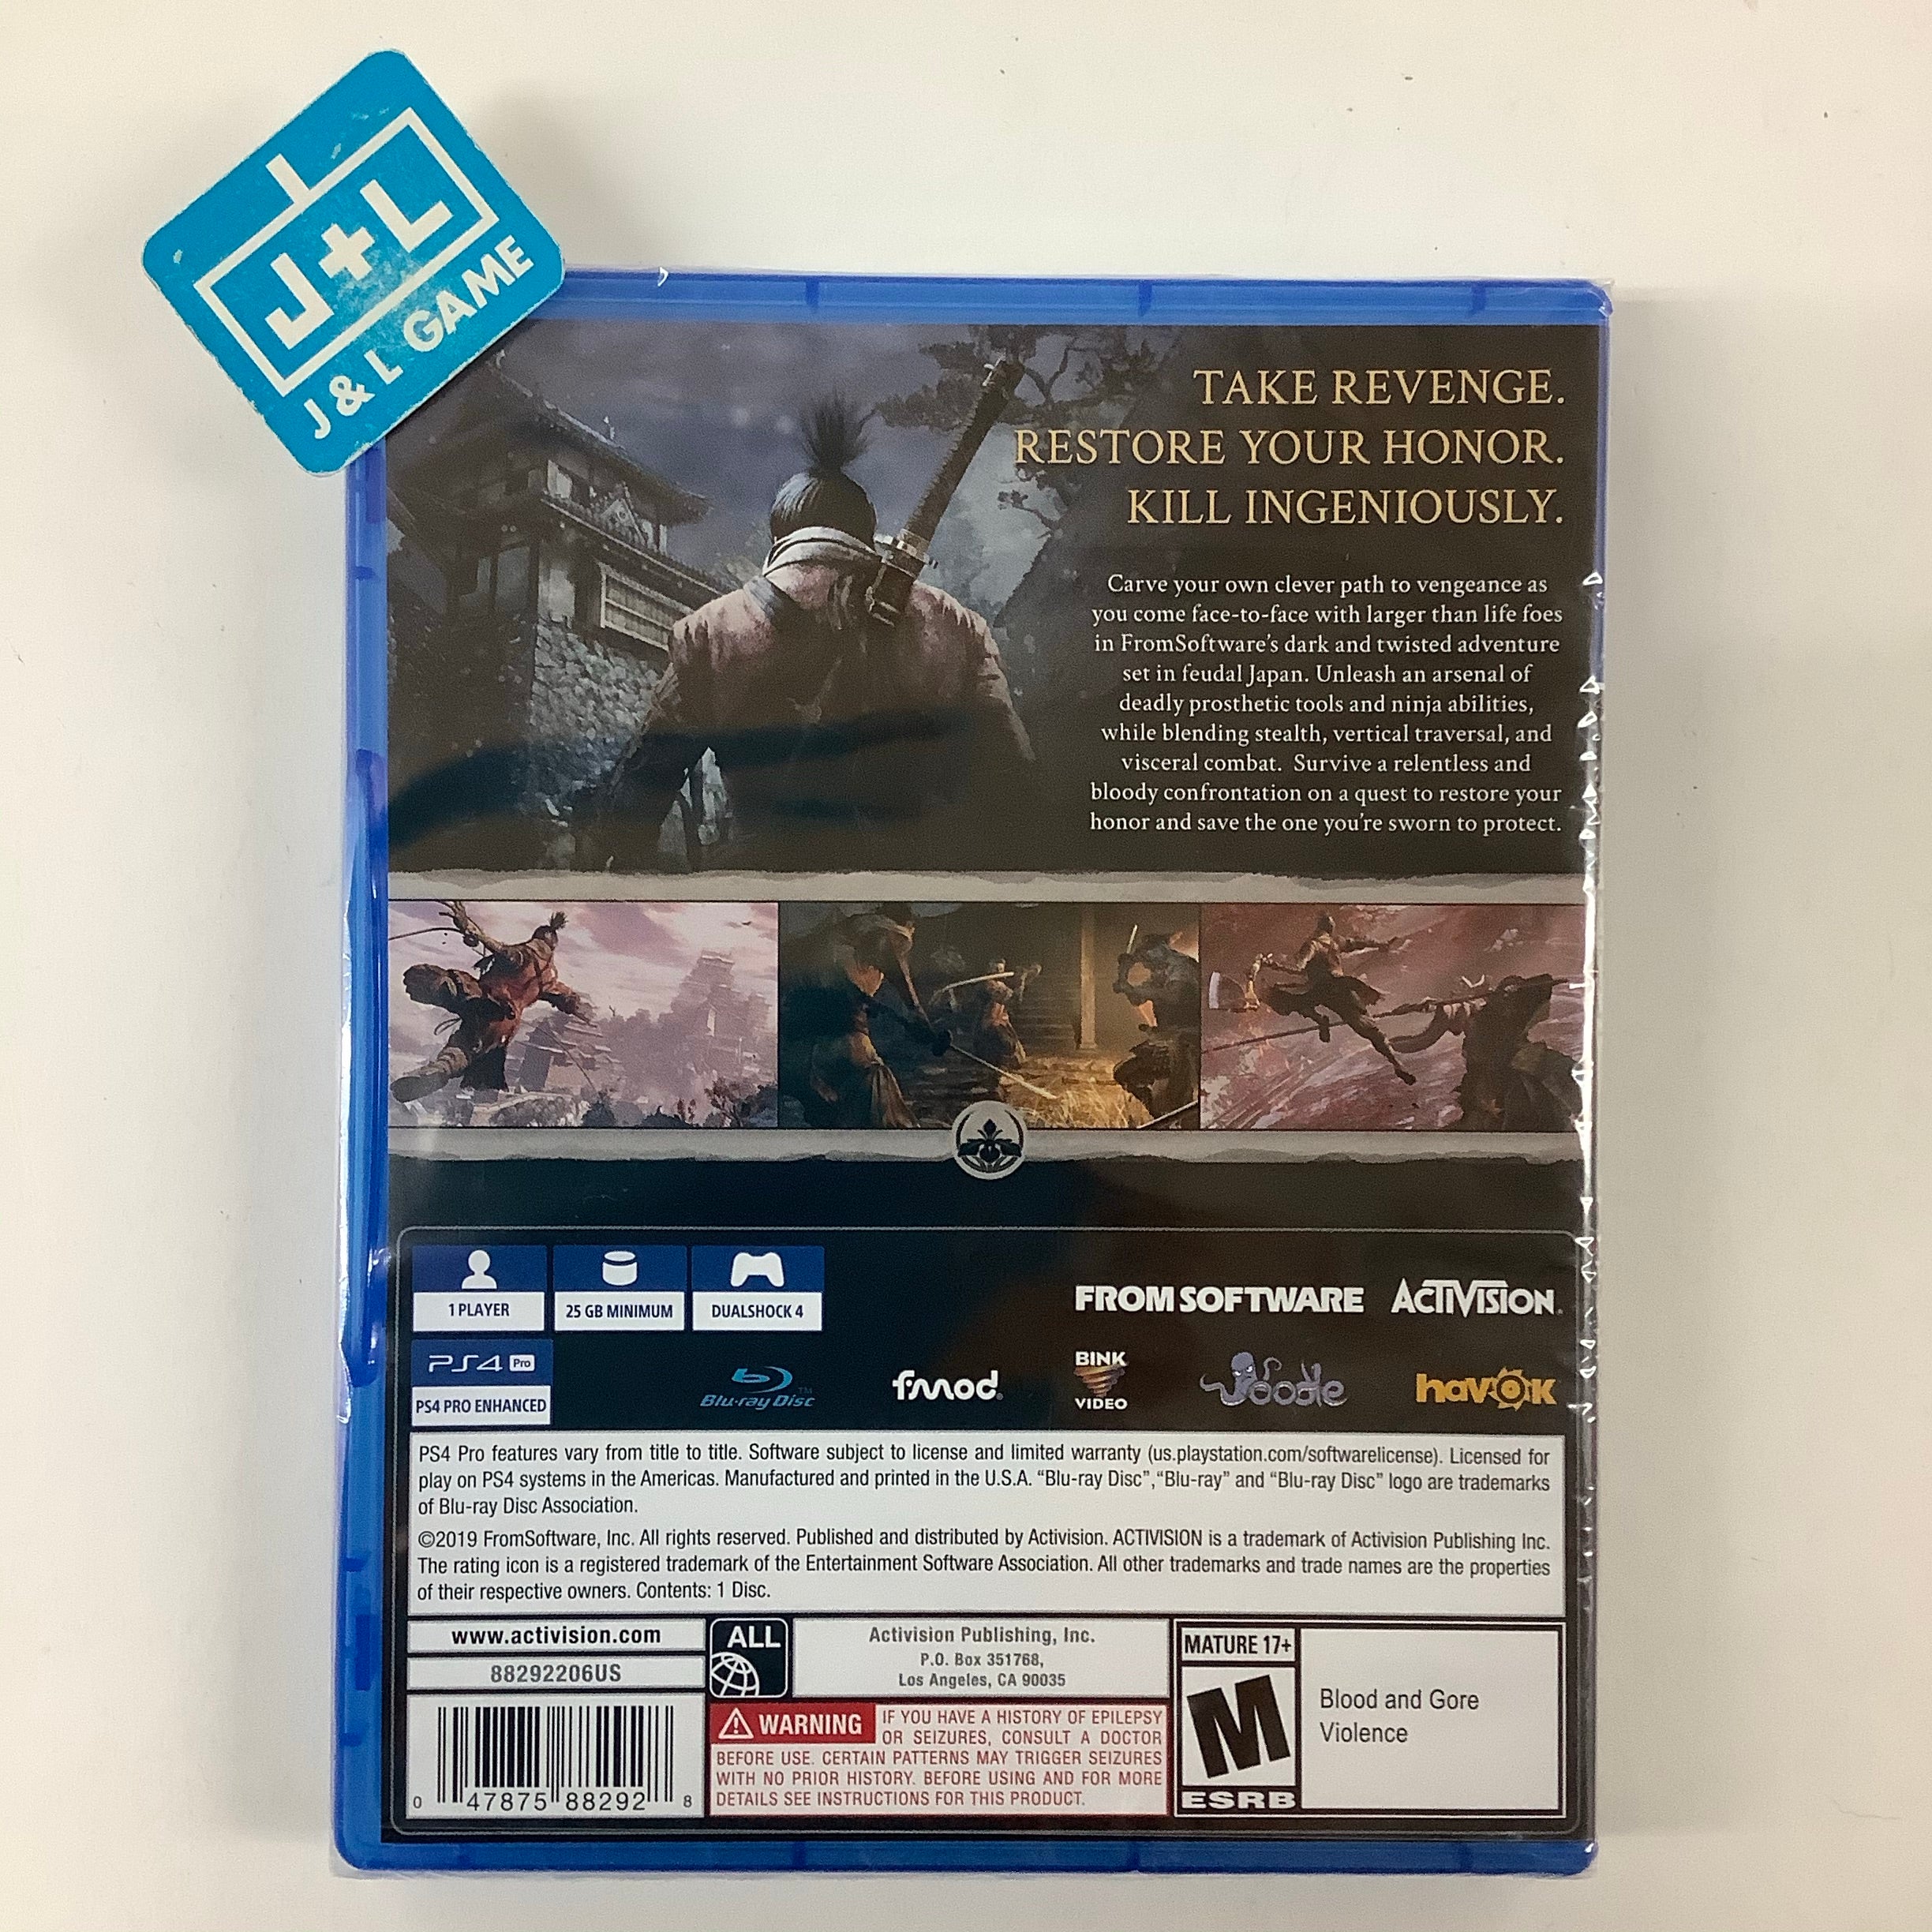 J+L
J & L GAME
TAKE REVENGE.
RESTORE YOUR HONOR.
KILL INGENIOUSLY.
Carve your own clever path to vengeance as
you come face-to-face with larger than life foes
in FromSoftware's dark and twisted adventure
set in feudal Japan. Unleash an arsenal of
deadly prosthetic tools and ninja abilities,
while blending stealth, vertical traversal, and
visceral combat. Survive a relentless and
bloody confrontation on a quest to restore your
honor and save the one you're sworn to protect.
1 PLAYER
25 GB MINIMUM
DUALSHOCK 4
FROM SOFTWARE
ACTIVISION.
PS4 Pro
PS4 PRO ENHANCED
Blu-ray Disc™
fmod®
BINK
VIDEO
Oodle
havok
PS4 Pro features vary from title to title. Software subject to license and limited warranty (us.playstation.com/softwarelicense). Licensed for
play on PS4 systems in the Americas. Manufactured and printed in the U.S.A. “Blu-ray Disc”, “Blu-ray” and “Blu-ray Disc” logo are trademarks
of Blu-ray Disc Association.
©2019 FromSoftware, Inc. All rights reserved. Published and distributed by Activision. ACTIVISION is a trademark of Activision Publishing Inc.
The rating icon is a registered trademark of the Entertainment Software Association. All other trademarks and trade names are the properties
of their respective owners. Contents: 1 Disc.
www.activision.com
88292206US
0 47875 88292 8
ALL
Activision Publishing, Inc.
P.O. Box 351768,
Los Angeles, CA 90035
WARNING IF YOU HAVE A HISTORY OF EPILEPSY
OR SEIZURES, CONSULT A DOCTOR
BEFORE USE. CERTAIN PATTERNS MAY TRIGGER SEIZURES
WITH NO PRIOR HISTORY. BEFORE USING AND FOR MORE
DETAILS SEE INSTRUCTIONS FOR THIS PRODUCT.
MATURE 17+
M
ESRB
Blood and Gore
Violence